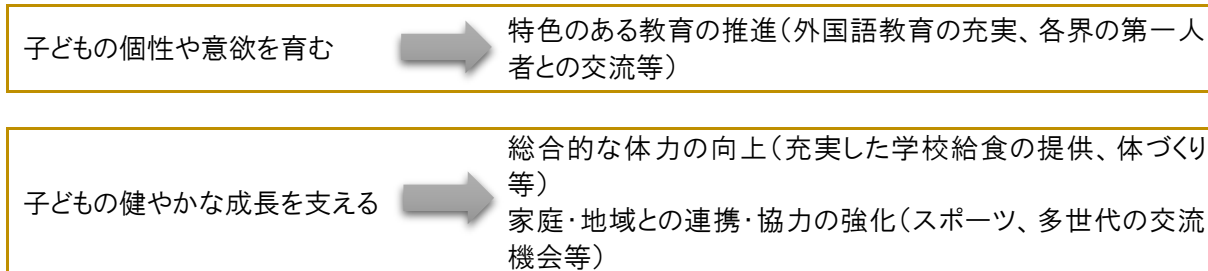 子どもの個性や意欲を育む
特色のある教育の推進(外国語教育の充実、各界の第一人
者との交流等)
子どもの健やかな成長を支える
総合的な体力の向上(充実した学校給食の提供、体づくり
等)
家庭・地域との連携・協力の強化(スポーツ、多世代の交流
機会等)